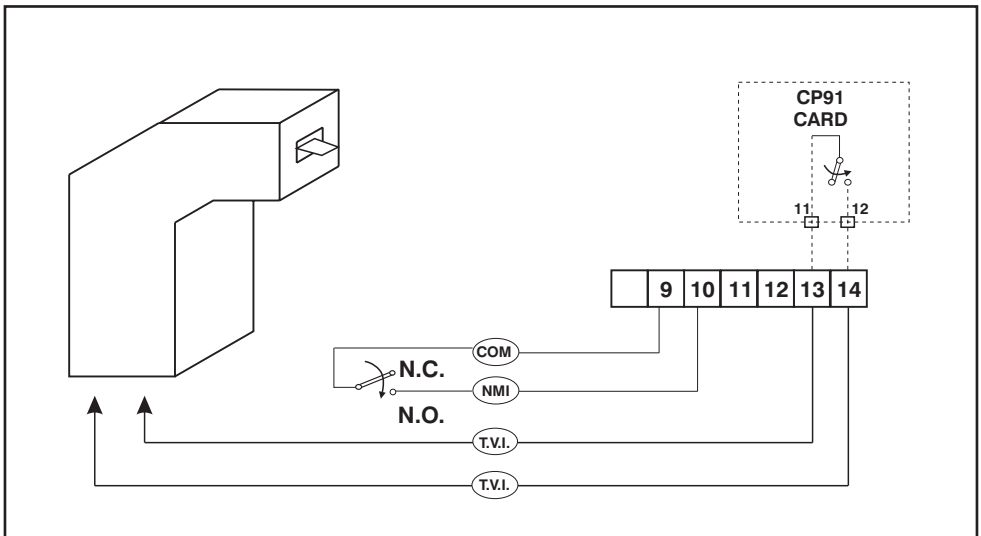 CP91
CARD
11 12
9 10 11 12 13 14
COM
N.C.
NMI
N.O.
T.V.I.
T.V.I.